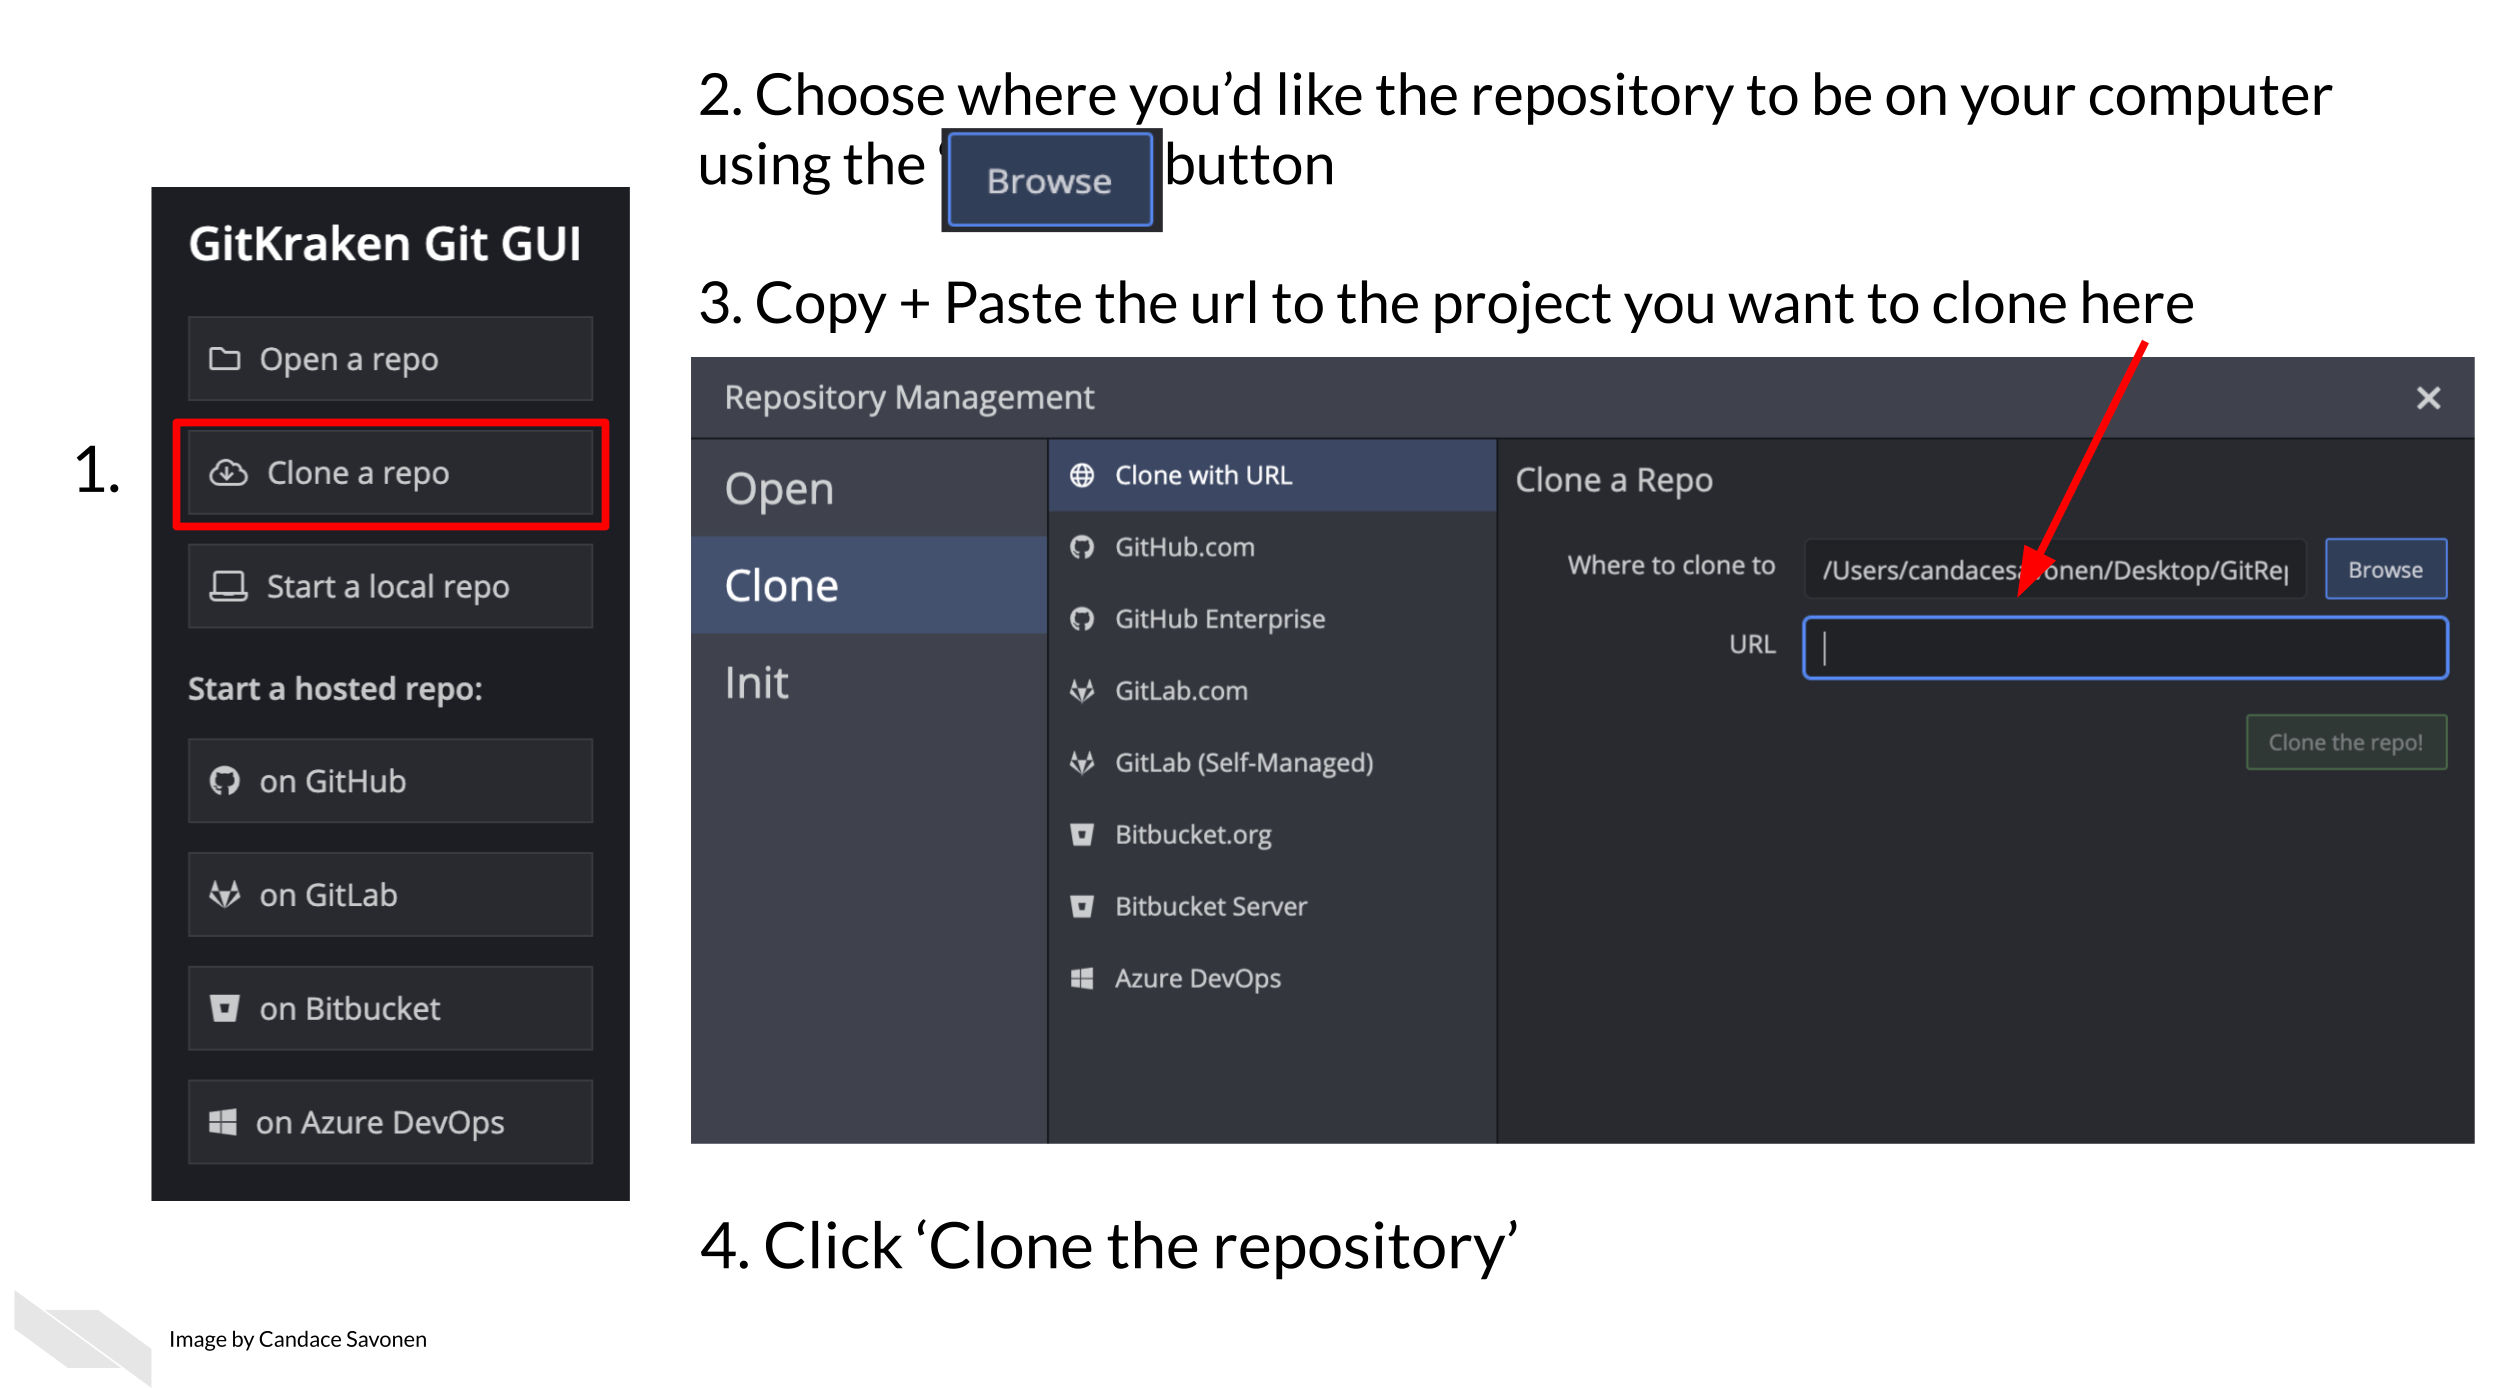 2. Choose where you’d like the repository to be on your computer
using the ‘Browse button
3. Copy + Paste the url to the project you want to clone here
1.
GitKraken Git GUI
Open a repo
Clone a repo
Start a local repo
Start a hosted repo:
on GitHub
on GitLab
on Bitbucket
on Azure DevOps
Repository Management
Open
Clone
Init
Clone with URL
GitHub.com
GitHub Enterprise
GitLab.com
GitLab (Self-Managed)
Bitbucket.org
Bitbucket Server
Azure DevOps
Clone a Repo
Where to clone to
/Users/candacesavonen/Desktop/GitRep
Browse
URL
Clone the repo!
4. Click ‘Clone the repository’
Image by Candace Savonen